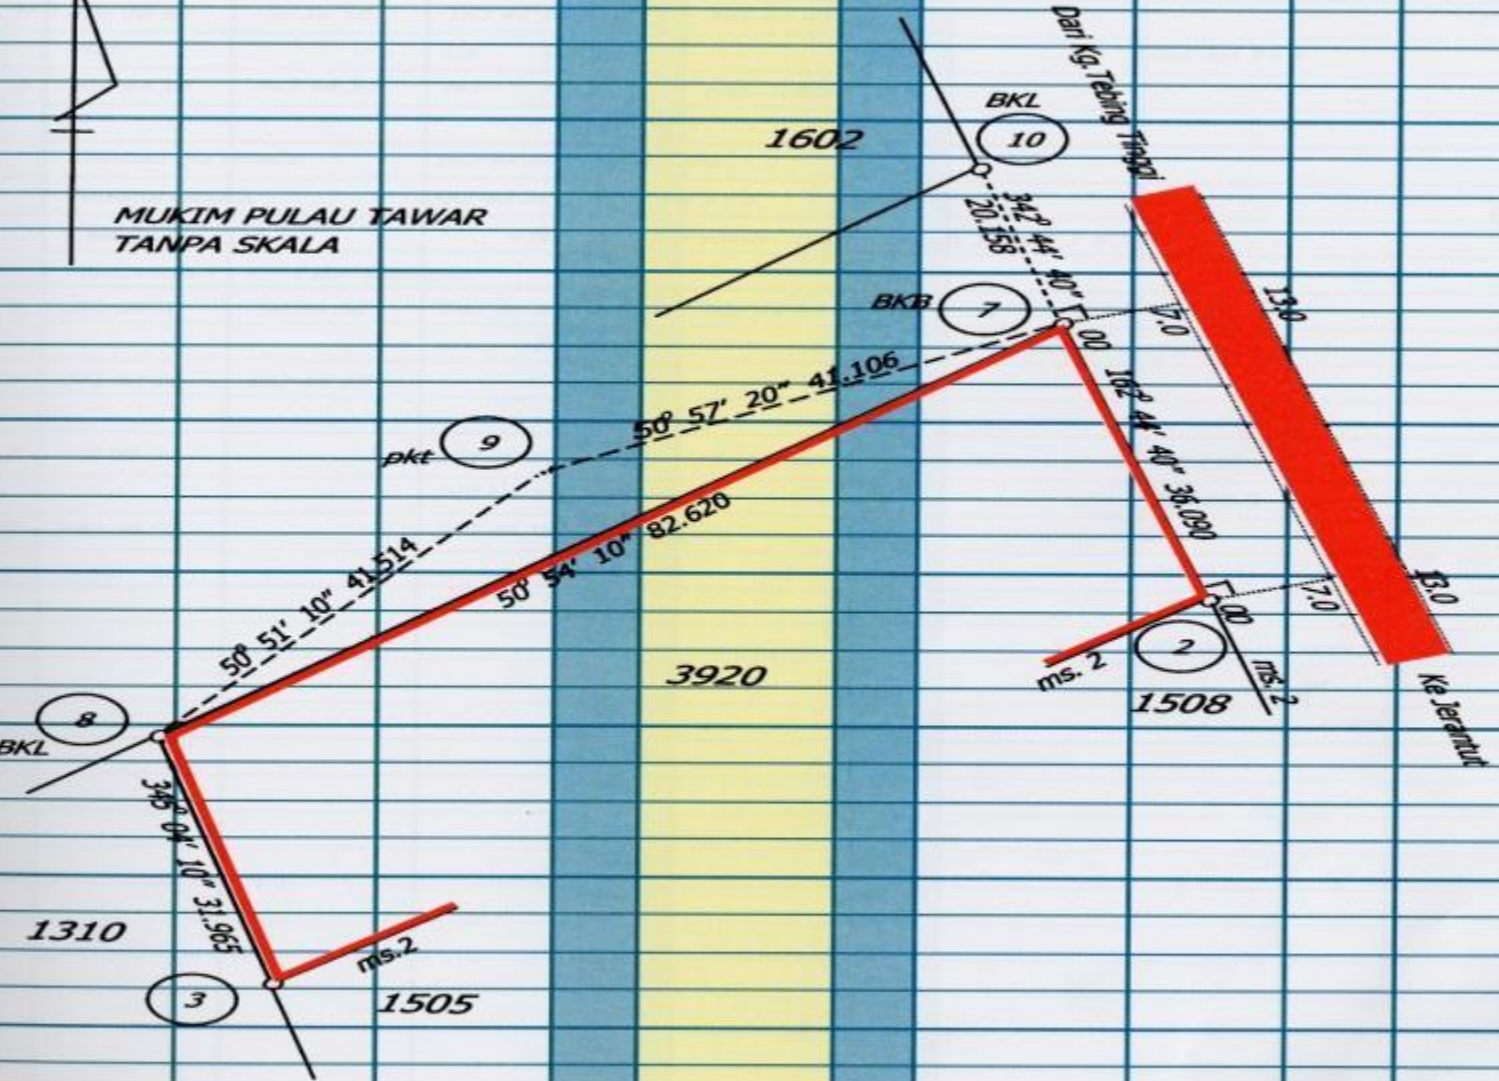 Dari Kg.Tebing Tinggi
BKL
10
1602
MUKIM PULAU TAWAR
TANPA SKALA
342° 44' 40"
20.158
13.0
BKB
7
7.0
00
50° 57' 20" 41.106
162° 44' 40" 36.090
pkt
9
50° 51' 10" 41.514
50° 54' 10" 82.620
13.0
7.0
00
2
ms. 2
ms. 2
3920
1508
Ke Jerantut
8
BKL
345° 04' 10" 31.965
1310
ms.2
3
1505